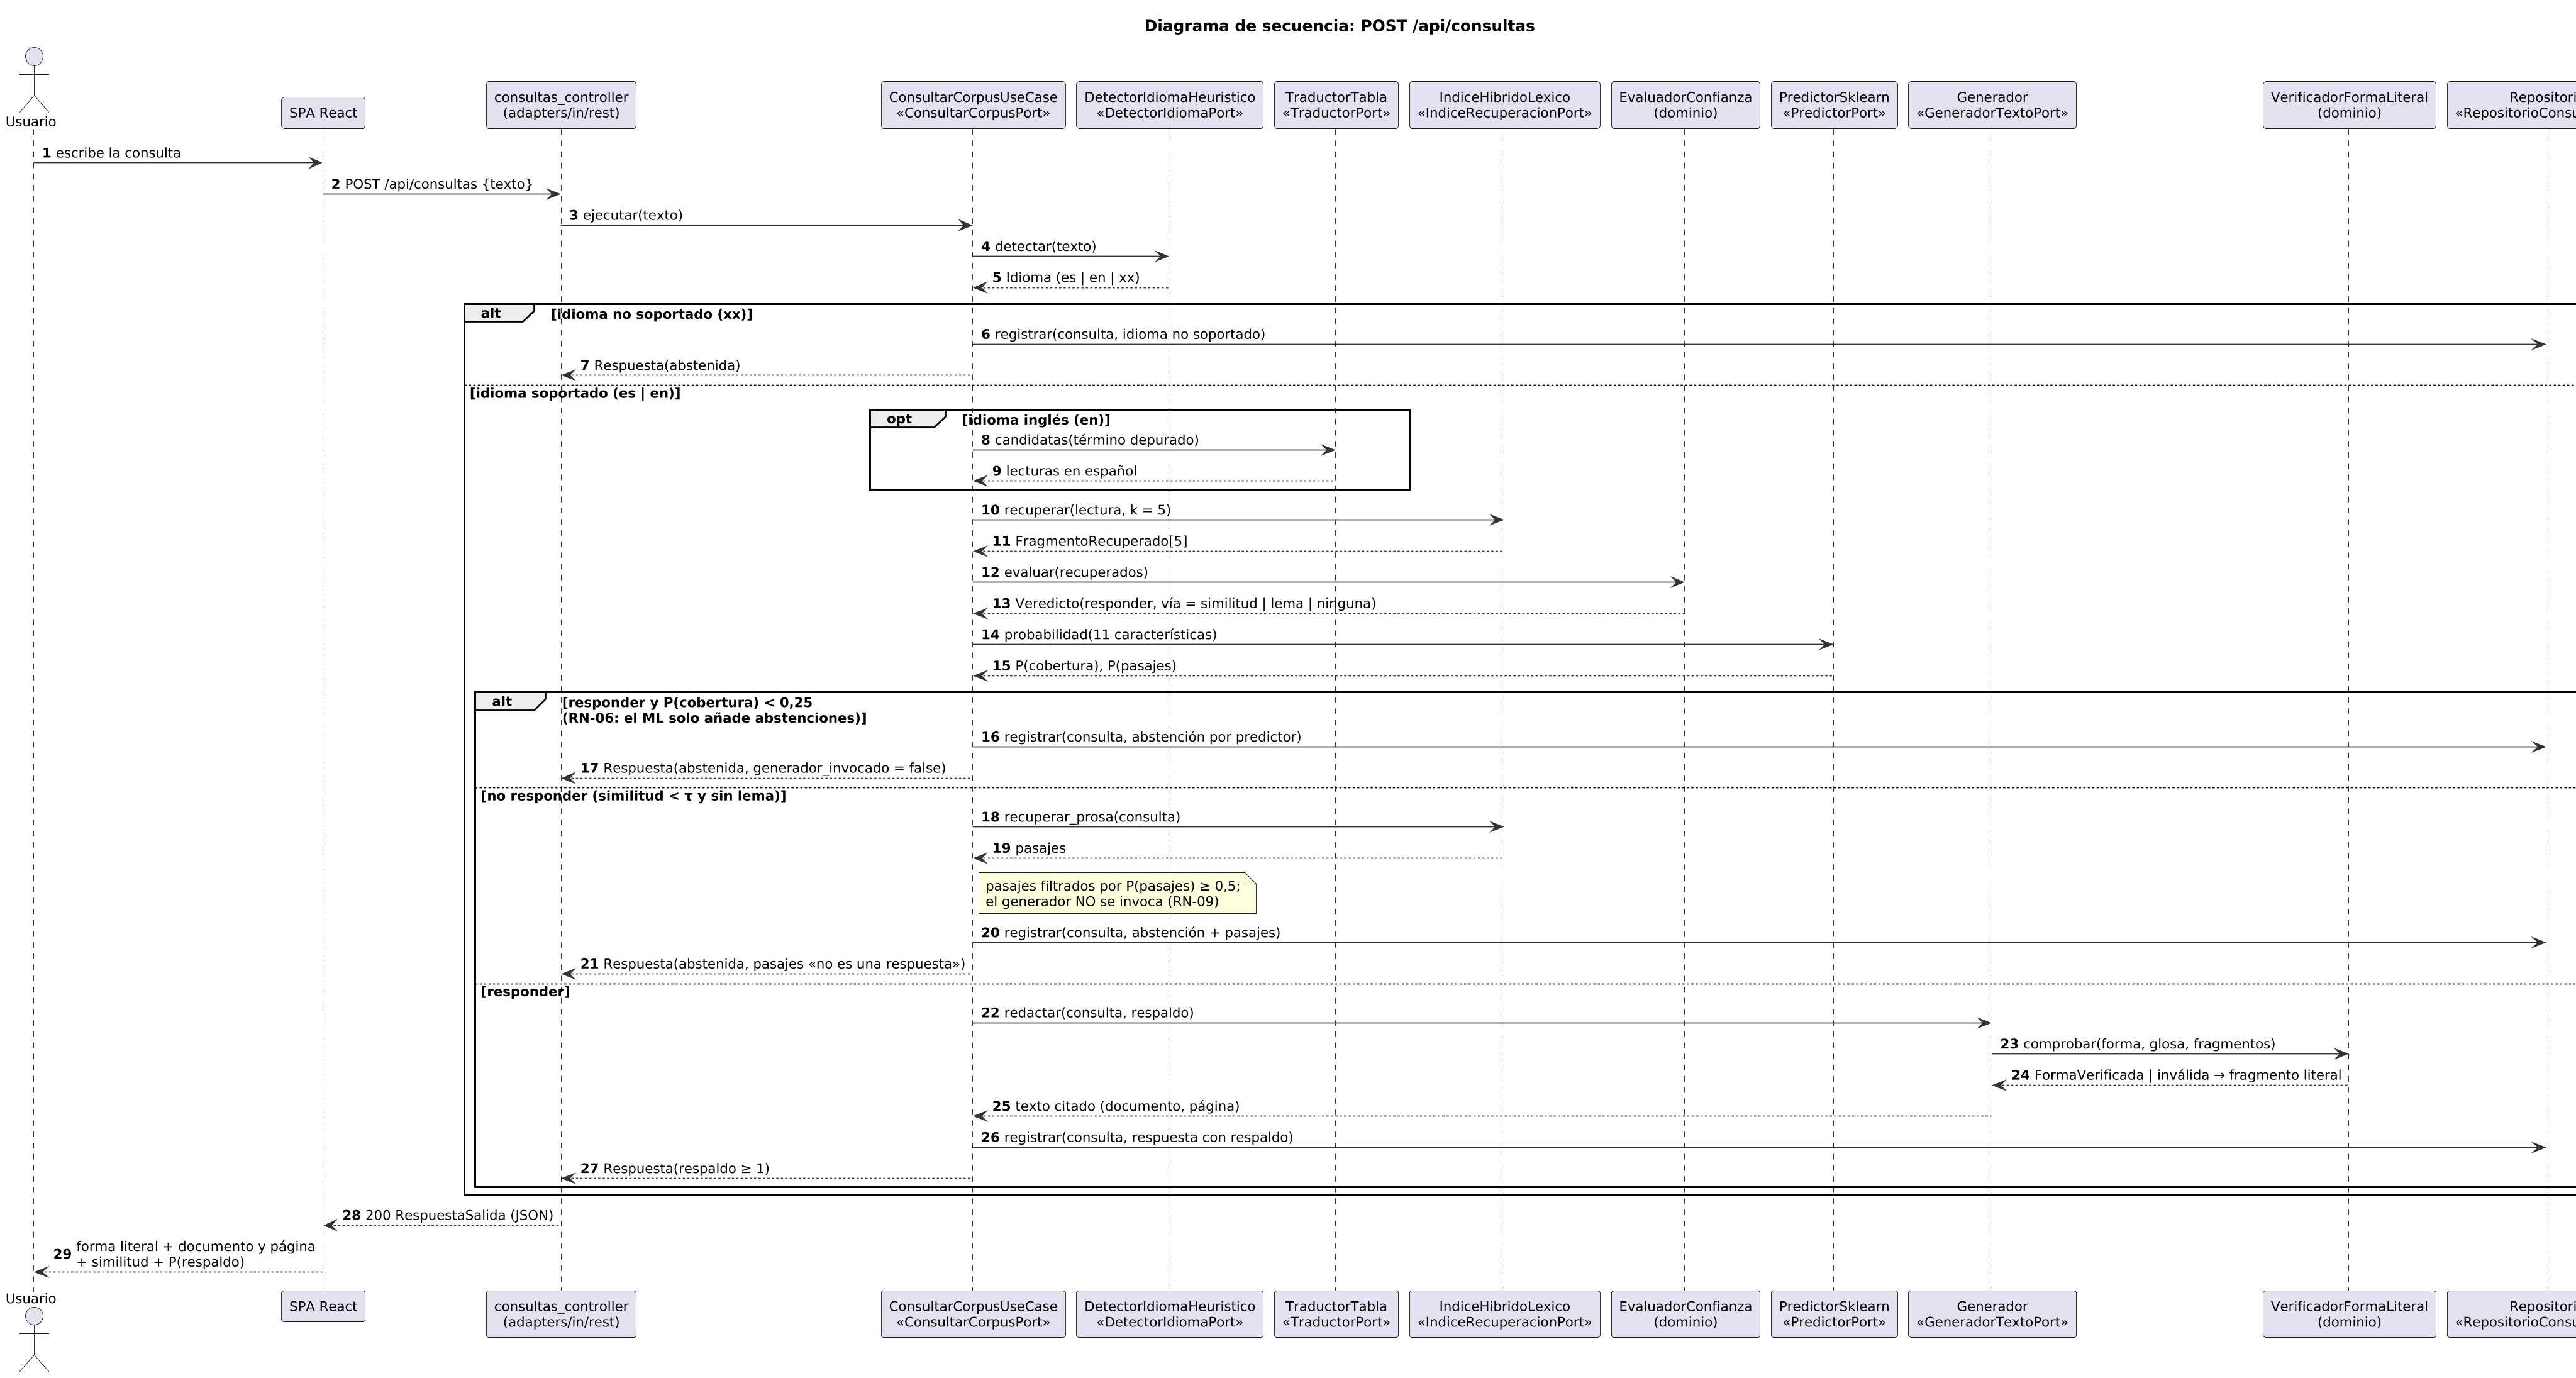 Diagrama de secuencia: POST /api/consultas
Usuario
SPA React
consultas_controller
(adapters/in/rest)
ConsultarCorpusUseCase
«ConsultarCorpusPort»
DetectorIdiomaHeuristico
«DetectorIdiomaPort»
TraductorTabla
«TraductorPort»
IndiceHibridoLexico
«IndiceRecuperacionPort»
EvaluadorConfianza
(dominio)
PredictorSklearn
«PredictorPort»
Generador
«GeneradorTextoPort»
VerificadorFormaLiteral
(dominio)
1 escribe la consulta
2 POST /api/consultas {texto}
3 ejecutar(texto)
4 detectar(texto)
5 Idioma (es | en | xx)
alt [idioma no soportado (xx)]
6 registrar(consulta, idioma no soportado)
7 Respuesta(abstenida)
[idioma soportado (es | en)]
opt [idioma inglés (en)]
8 candidatas(término depurado)
9 lecturas en español
10 recuperar(lectura, k = 5)
11 FragmentoRecuperado[5]
12 evaluar(recuperados)
13 Veredicto(responder, vía = similitud | lema | ninguna)
14 probabilidad(11 características)
15 P(cobertura), P(pasajes)
alt [responder y P(cobertura) < 0,25
(RN-06: el ML solo añade abstenciones)]
16 registrar(consulta, abstención por predictor)
17 Respuesta(abstenida, generador_invocado = false)
[no responder (similitud < τ y sin lema)]
18 recuperar_prosa(consulta)
19 pasajes
pasajes filtrados por P(pasajes) ≥ 0,5;
el generador NO se invoca (RN-09)
20 registrar(consulta, abstención + pasajes)
21 Respuesta(abstenida, pasajes «no es una respuesta»)
[responder]
22 redactar(consulta, respaldo)
23 comprobar(forma, glosa, fragmentos)
24 FormaVerificada | inválida → fragmento literal
25 texto citado (documento, página)
26 registrar(consulta, respuesta con respaldo)
27 Respuesta(respaldo ≥ 1)
28 200 RespuestaSalida (JSON)
29 forma literal + documento y página
+ similitud + P(respaldo)
Usuario
SPA React
consultas_controller
(adapters/in/rest)
ConsultarCorpusUseCase
«ConsultarCorpusPort»
DetectorIdiomaHeuristico
«DetectorIdiomaPort»
TraductorTabla
«TraductorPort»
IndiceHibridoLexico
«IndiceRecuperacionPort»
EvaluadorConfianza
(dominio)
PredictorSklearn
«PredictorPort»
Generador
«GeneradorTextoPort»
VerificadorFormaLiteral
(dominio)